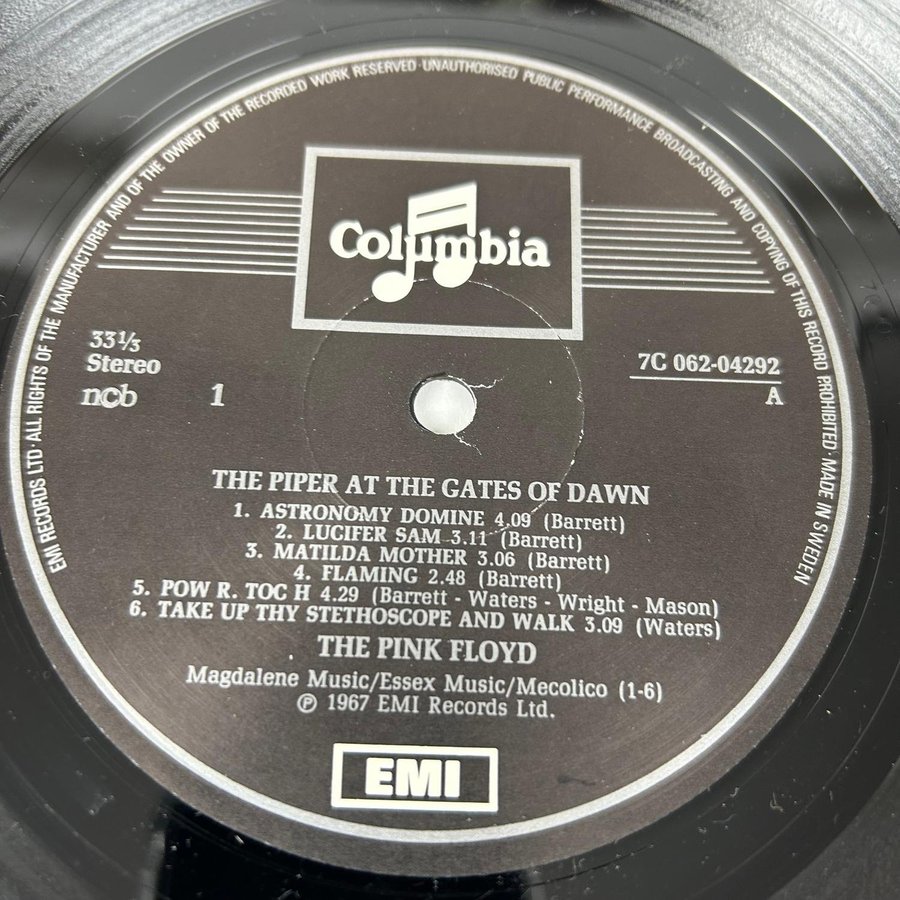 EMI RECORDS LTD · ALL RIGHTS OF THE MANUFACTURER AND OF THE OWNER OF THE RECORDED WORK RESERVED · UNAUTHORISED PUBLIC PERFORMANCE BROADCASTING AND COPYING OF THIS RECORD PROHIBITED · MADE IN SWEDEN
Columbia
33⅓
Stereo
ncb 1
7C 062-04292
A
THE PIPER AT THE GATES OF DAWN
1. ASTRONOMY DOMINE 4.09 (Barrett)
2. LUCIFER SAM 3.11 (Barrett)
3. MATILDA MOTHER 3.06 (Barrett)
4. FLAMING 2.48 (Barrett)
5. POW R. TOC H 4.29 (Barrett - Waters - Wright - Mason)
6. TAKE UP THY STETHOSCOPE AND WALK 3.09 (Waters)
THE PINK FLOYD
Magdalene Music/Essex Music/Mecolico (1-6)
℗ 1967 EMI Records Ltd.
EMI